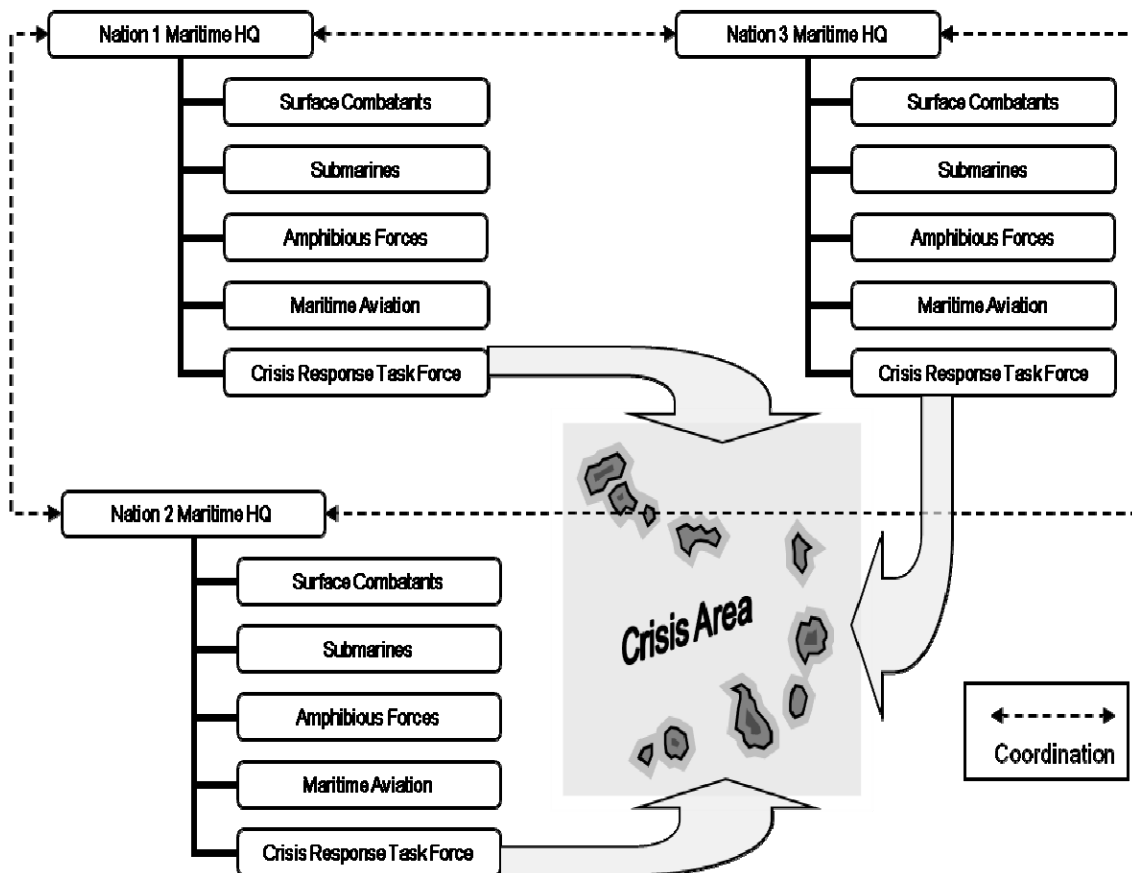 Nation 1 Maritime HQ
Surface Combatants
Submarines
Amphibious Forces
Maritime Aviation
Crisis Response Task Force
Nation 3 Maritime HQ
Surface Combatants
Submarines
Amphibious Forces
Maritime Aviation
Crisis Response Task Force
Nation 2 Maritime HQ
Surface Combatants
Submarines
Amphibious Forces
Maritime Aviation
Crisis Response Task Force
Crisis Area
Coordination